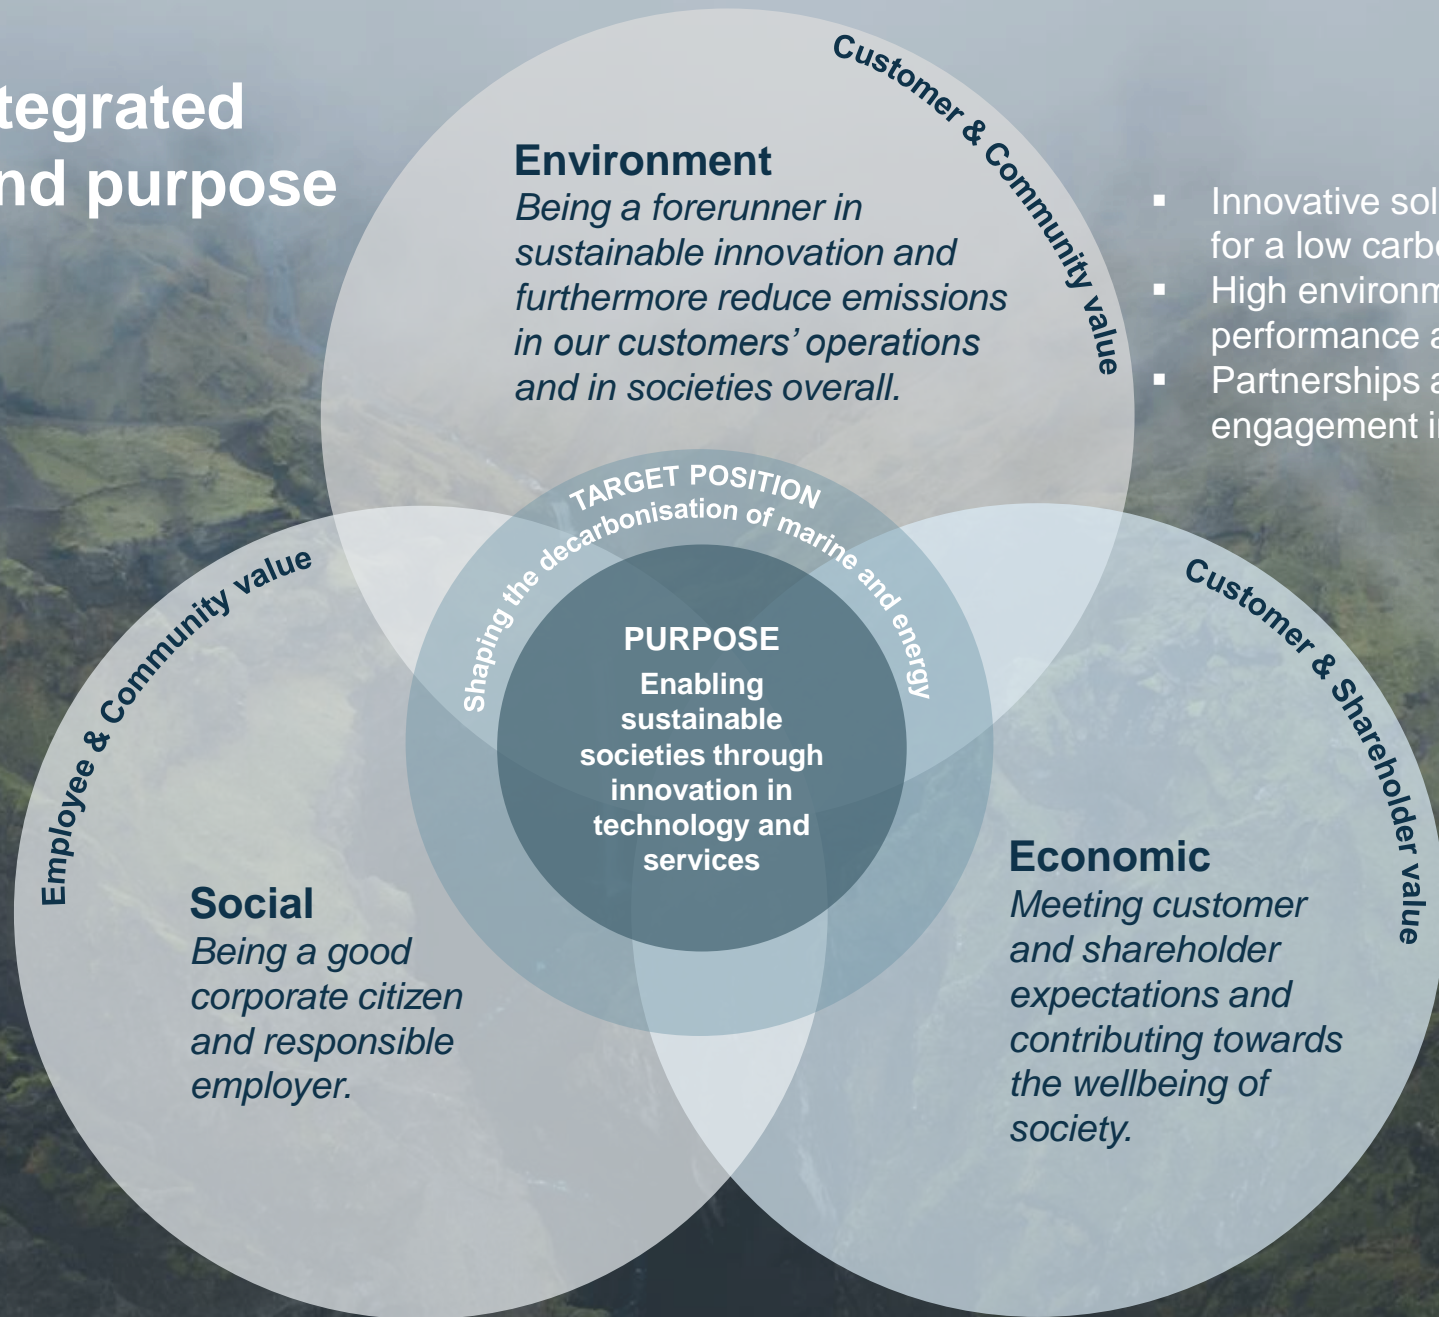 tegrated
nd purpose
Customer & Community value
Environment
Being a forerunner in
sustainable innovation and
furthermore reduce emissions
in our customers' operations
and in societies overall.
Innovative sol
for a low carb
High environm
performance a
Partnerships a
engagement i
TARGET POSITION
Shaping the decarbonisation of marine and energy
PURPOSE
Enabling
sustainable
societies through
innovation in
technology and
services
Employee & Community value
Social
Being a good
corporate citizen
and responsible
employer.
Customer & Shareholder value
Economic
Meeting customer
and shareholder
expectations and
contributing towards
the wellbeing of
society.